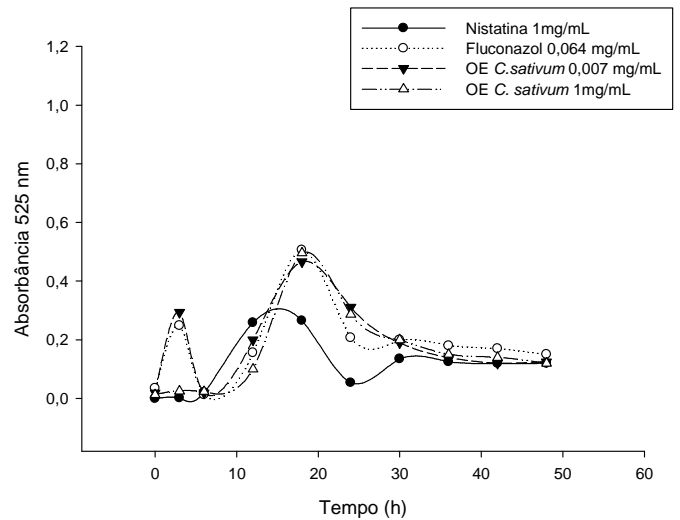 Nistatina 1mg/mL
Fluconazol 0,064 mg/mL
OE C.sativum 0,007 mg/mL
OE C. sativum 1mg/mL
Absorbância 525 nm
1,2
1,0
0,8
0,6
0,4
0,2
0,0
0 10 20 30 40 50 60
Tempo (h)